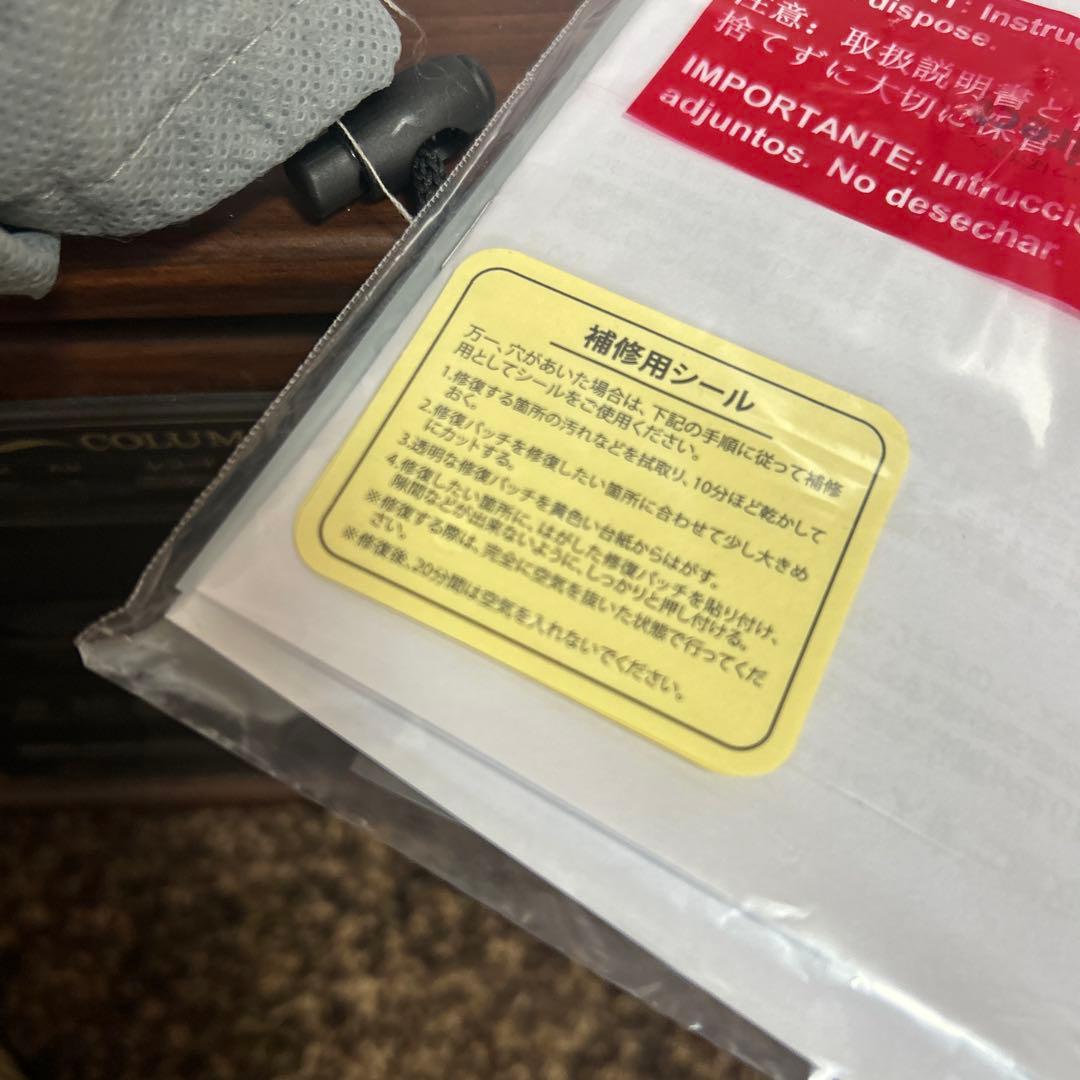 : Instruc
dispose.
注意: 取扱説明書と
捨てずに大切に保管
IMPORTANTE: Intruccio
adjuntos. No desechar.
補修用シール
万一、穴があいた場合は、下記の手順に従って補修
用としてシールをご使用ください。
1.修復する箇所の汚れなどを拭取り、10分ほど乾かして
おく。
2.修復パッチを修復したい箇所に合わせて少し大きめ
にカットする。
3.透明な修復パッチを黄色い台紙からはがす。
4.修復したい箇所に、はがした修復パッチを貼り付け、
隙間などが出来ないように、しっかりと押し付ける。
※修復する際は、完全に空気を抜いた状態で行ってくだ
さい。
※修復後、20分間は空気を入れないでください。
COLUM